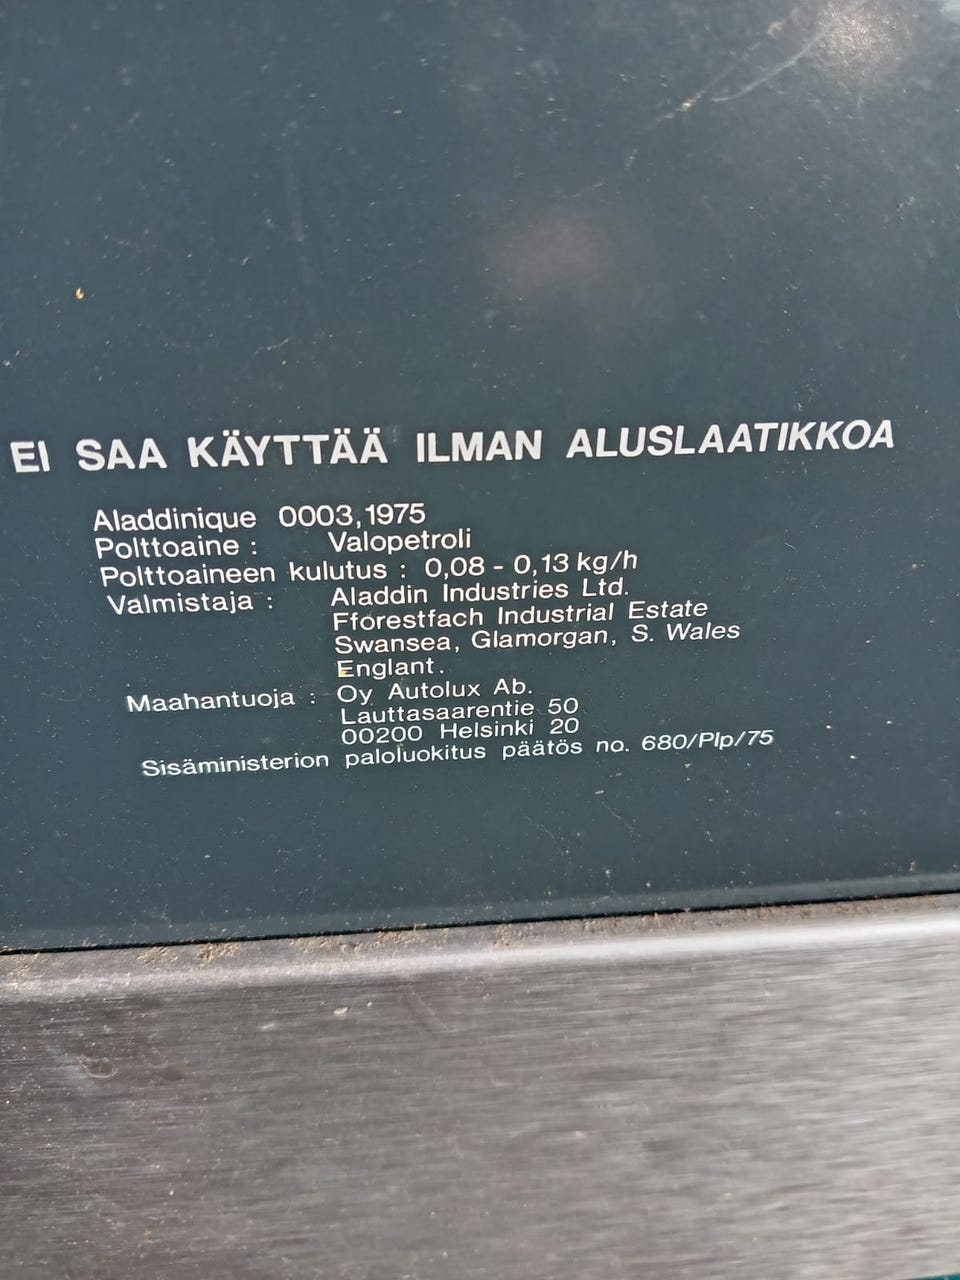 EI SAA KÄYTTÄÄ ILMAN ALUSLAATIKKOA
Aladdinique 0003,1975
Polttoaine : Valopetroli
Polttoaineen kulutus : 0,08 - 0,13 kg/h
Valmistaja : Aladdin Industries Ltd.
Fforestfach Industrial Estate
Swansea, Glamorgan, S. Wales
Englant.
Maahantuoja : Oy Autolux Ab.
Lauttasaarentie 50
00200 Helsinki 20
Sisäministerion paloluokitus päätös no. 680/Plp/75